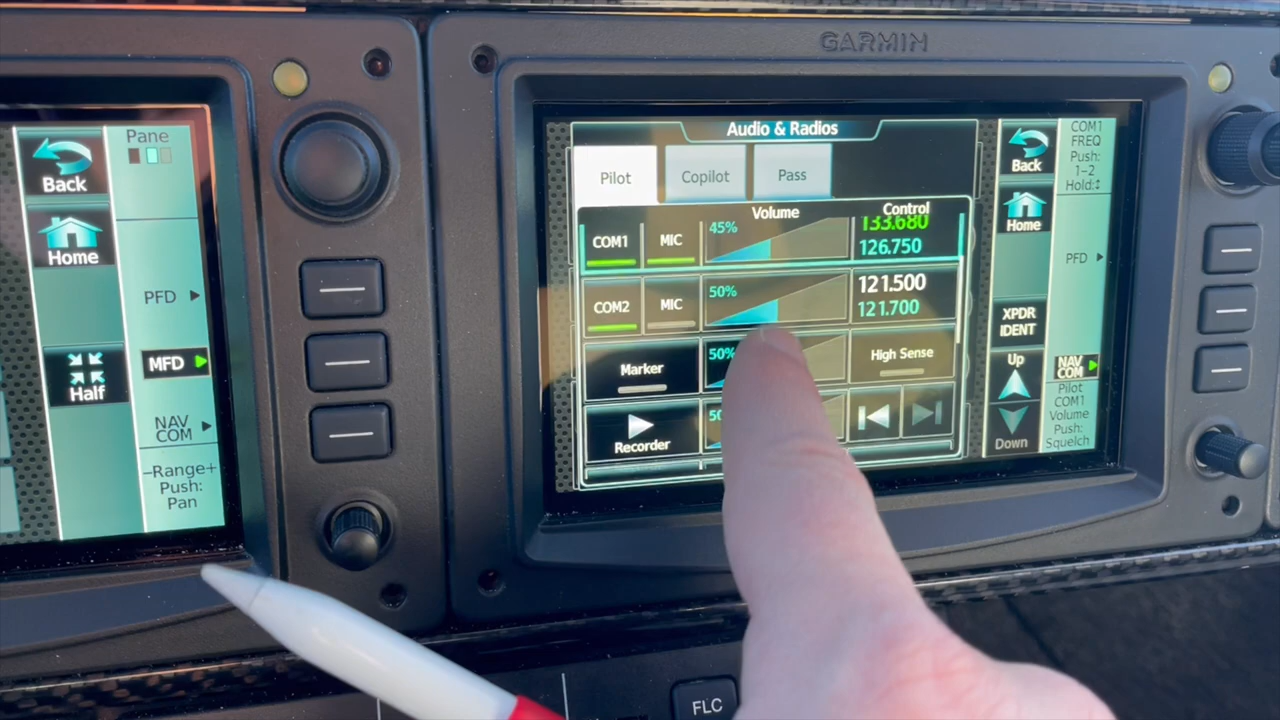 GARMIN
Pane
Back
Home
PFD
MFD
Half
NAV
COM
–Range+
Push:
Pan
Audio & Radios
Pilot
Copilot
Pass
Volume
Control
COM1
MIC
45%
133.680
126.750
COM2
MIC
50%
121.500
121.700
Marker
50%
High Sense
Recorder
Back
Home
XPDR
IDENT
Up
Down
COM1
FREQ
Push:
1–2
Hold:↕
PFD
NAV
COM
Pilot
COM1
Volume
Push:
Squelch
FLC